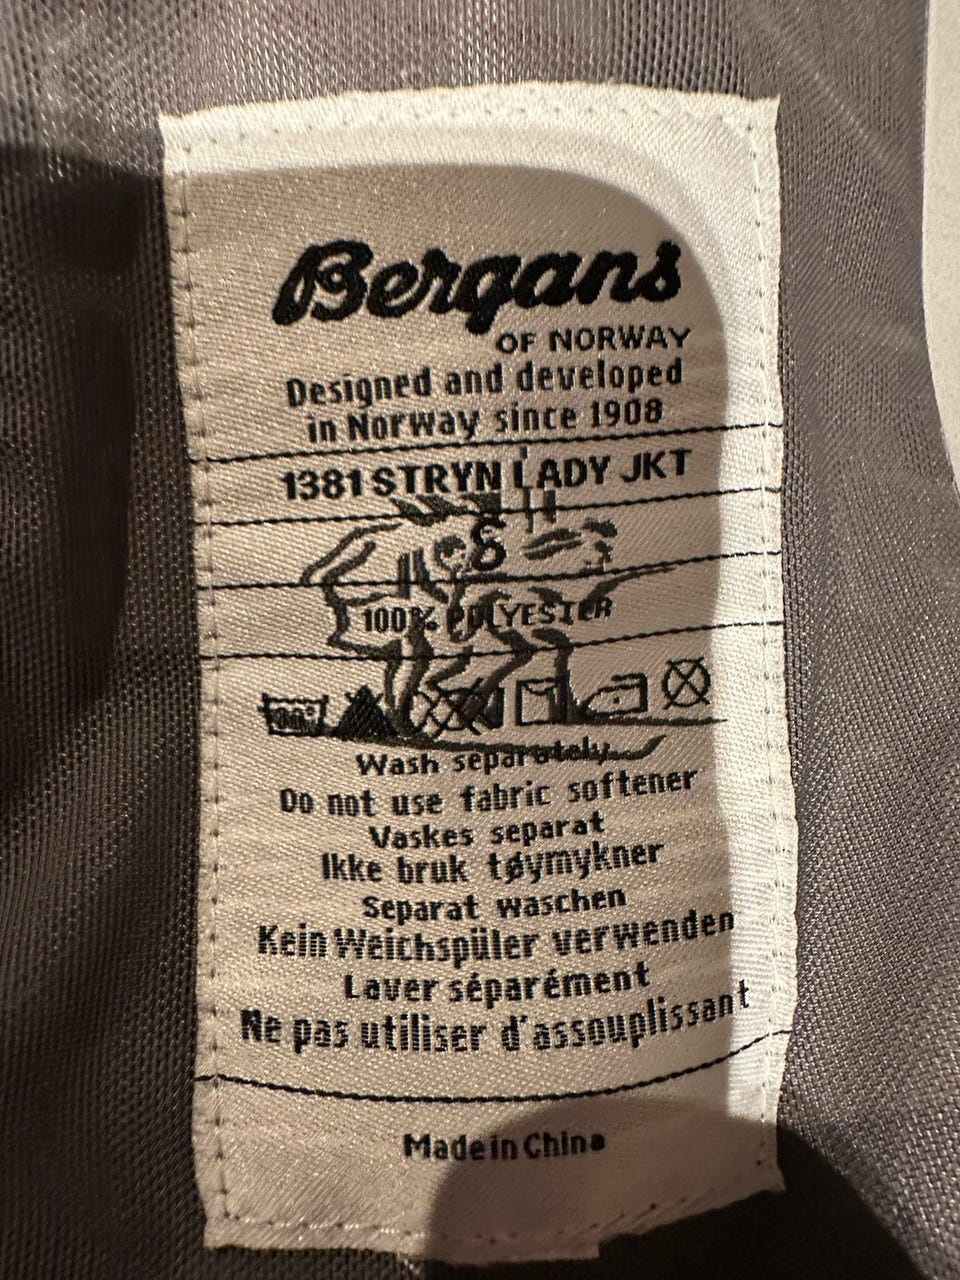 Bergans
OF NORWAY
Designed and developed
in Norway since 1908
1381 STRYN LADY JKT
100% POLYESTER
Wash separately
Do not use fabric softener
Vaskes separat
Ikke bruk tøymykner
Separat waschen
Kein Weichspüler verwenden
Laver séparément
Ne pas utiliser d'assouplissant
Made in China